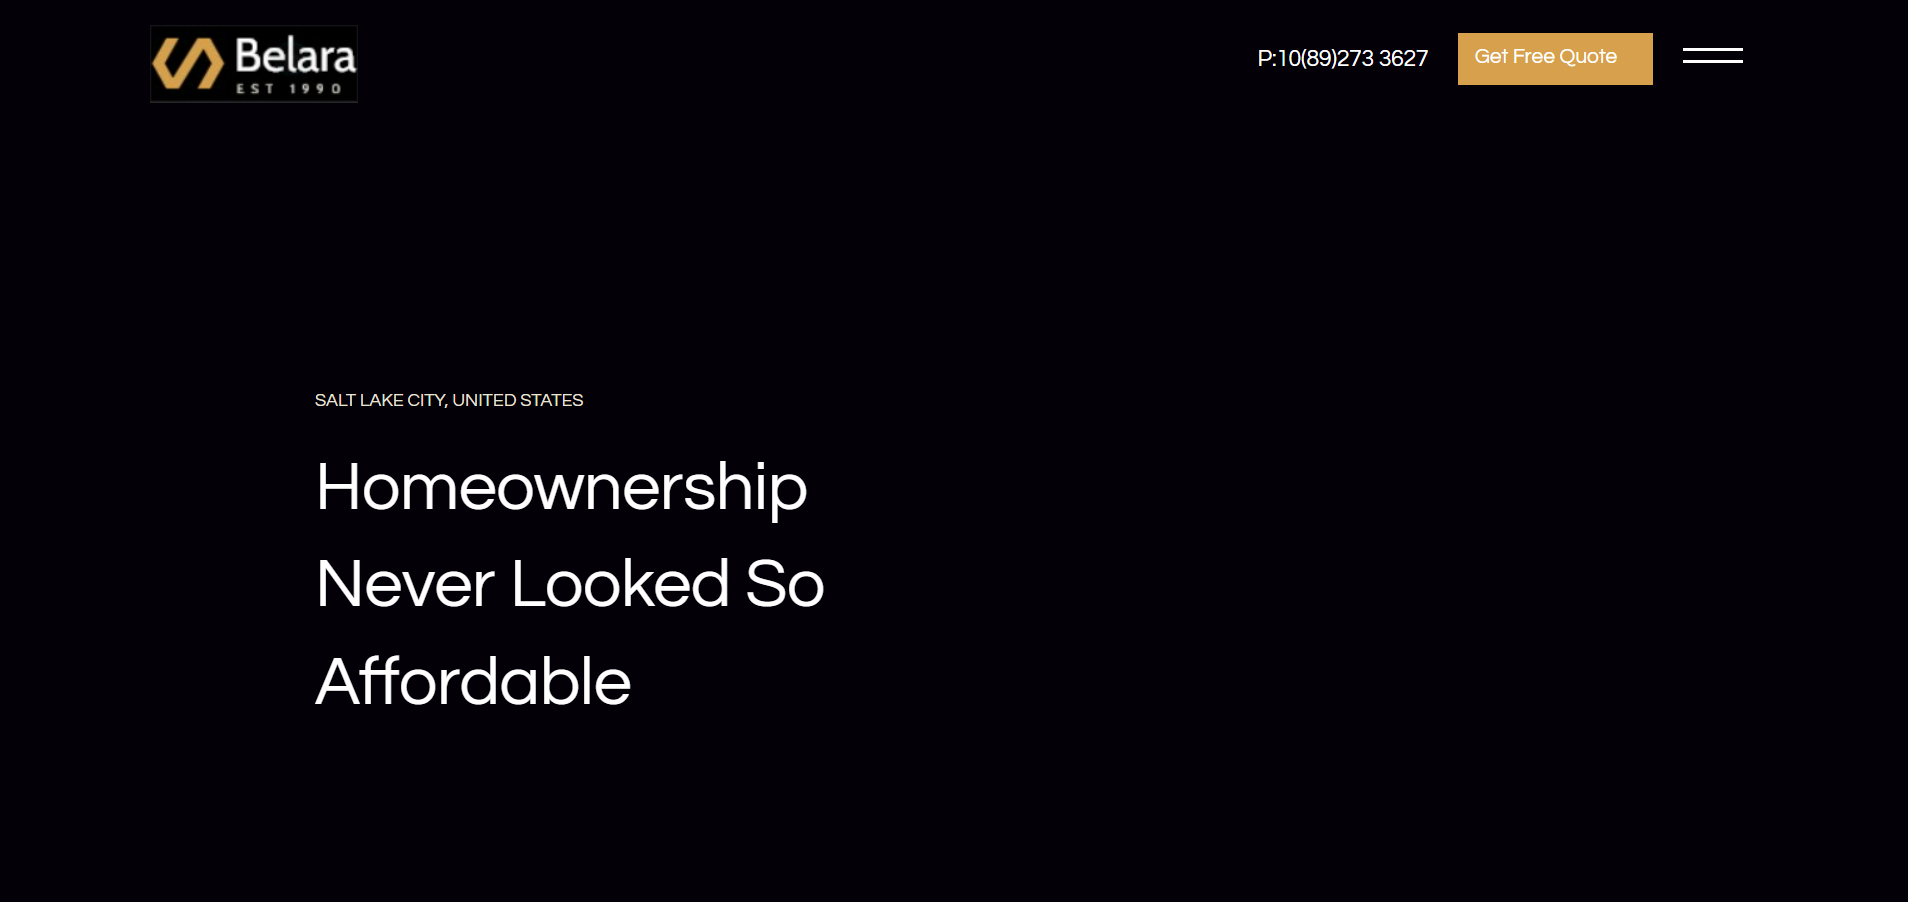 Belara
EST 1990
P:10(89)273 3627
Get Free Quote
SALT LAKE CITY, UNITED STATES
Homeownership
Never Looked So
Affordable